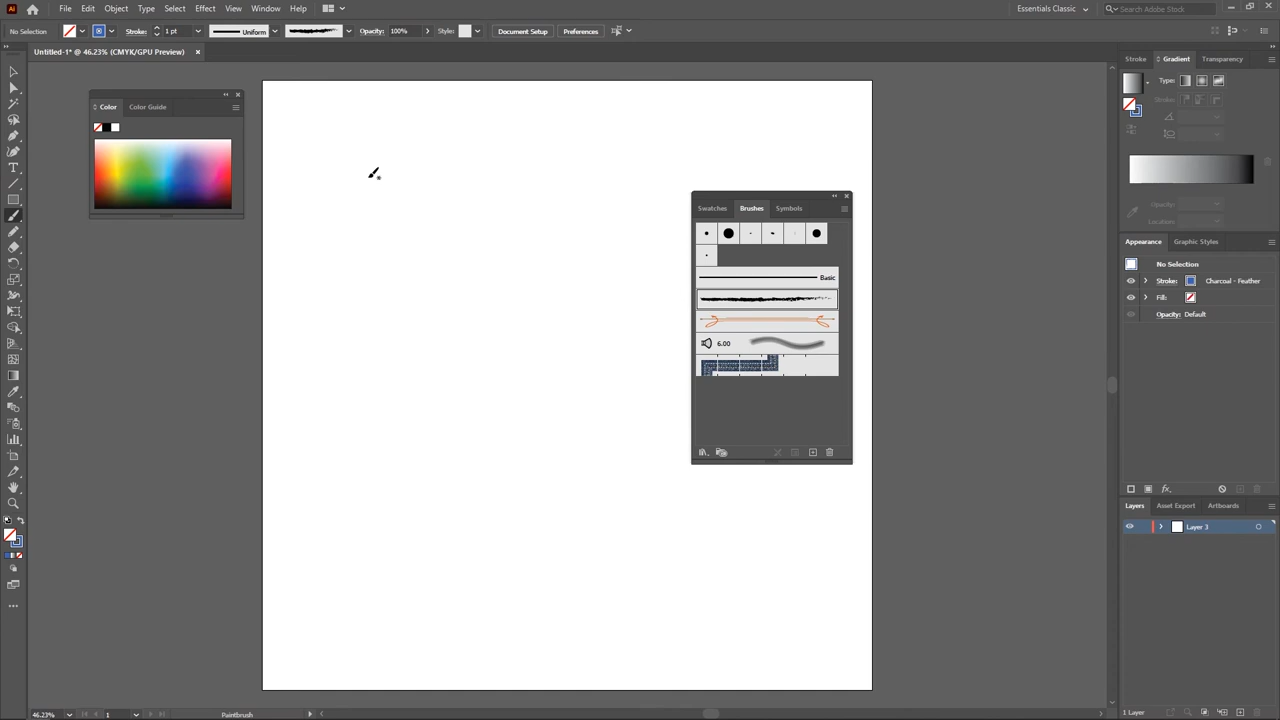 Ai File Edit Object Type Select Effect View Window Help Essentials Classic Search Adobe Stock
No Selection Stroke: 1 pt Uniform Opacity: 100% Style: Document Setup Preferences
Untitled-1* @ 46.23% (CMYK/GPU Preview)
Stroke Gradient Transparency
Type:
Stroke:
Color Color Guide
Opacity:
Location:
Swatches Brushes Symbols
Basic
6.00
Appearance Graphic Styles
No Selection
Stroke: Charcoal - Feather
Fill:
Opacity: Default
fx
Layers Asset Export Artboards
Layer 3
46.23% 1 Paintbrush
1 Layer